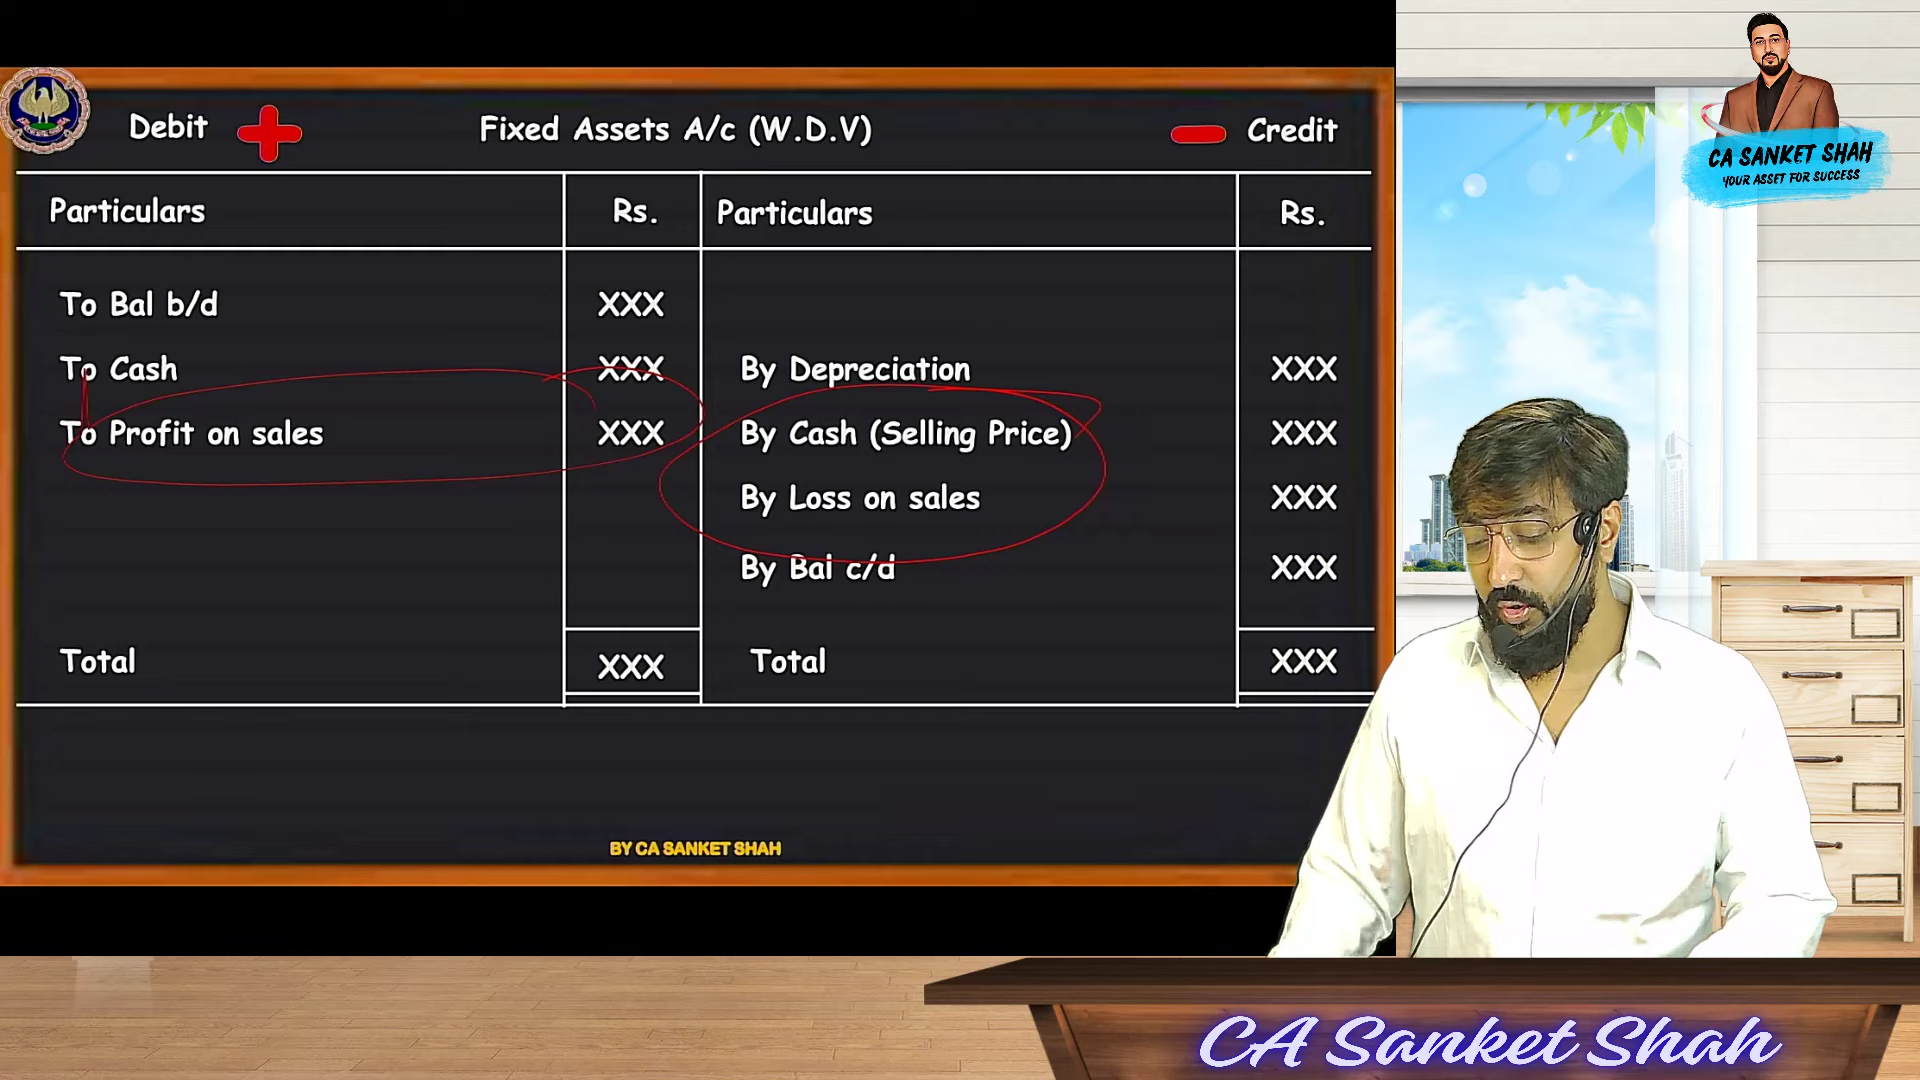 Debit
Fixed Assets A/c (W.D.V)
Credit
Particulars
Rs.
Particulars
Rs.
To Bal b/d
XXX
To Cash
XXX
By Depreciation
XXX
To Profit on sales
XXX
By Cash (Selling Price)
XXX
By Loss on sales
XXX
By Bal c/d
XXX
Total
XXX
Total
XXX
BY CA SANKET SHAH
CA SANKET SHAH
YOUR ASSET FOR SUCCESS
CA Sanket Shah